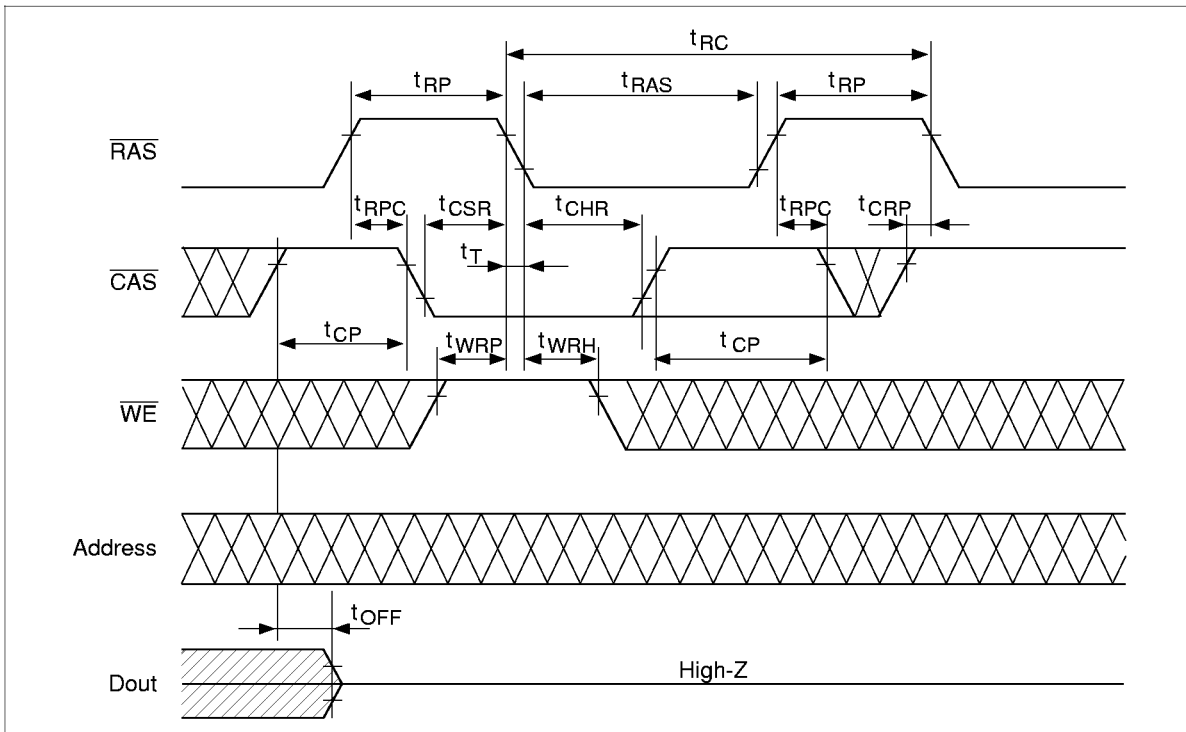 tRC
tRP tRAS tRP
RAS
tRPC tCSR tCHR tRPC tCRP
tT
CAS
tCP tWRP tWRH tCP
WE
Address
tOFF
Dout High-Z